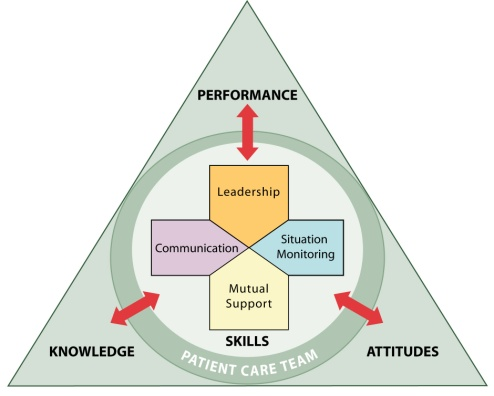 PERFORMANCE
Leadership
Communication
Situation
Monitoring
Mutual
Support
SKILLS
KNOWLEDGE
ATTITUDES
PATIENT CARE TEAM